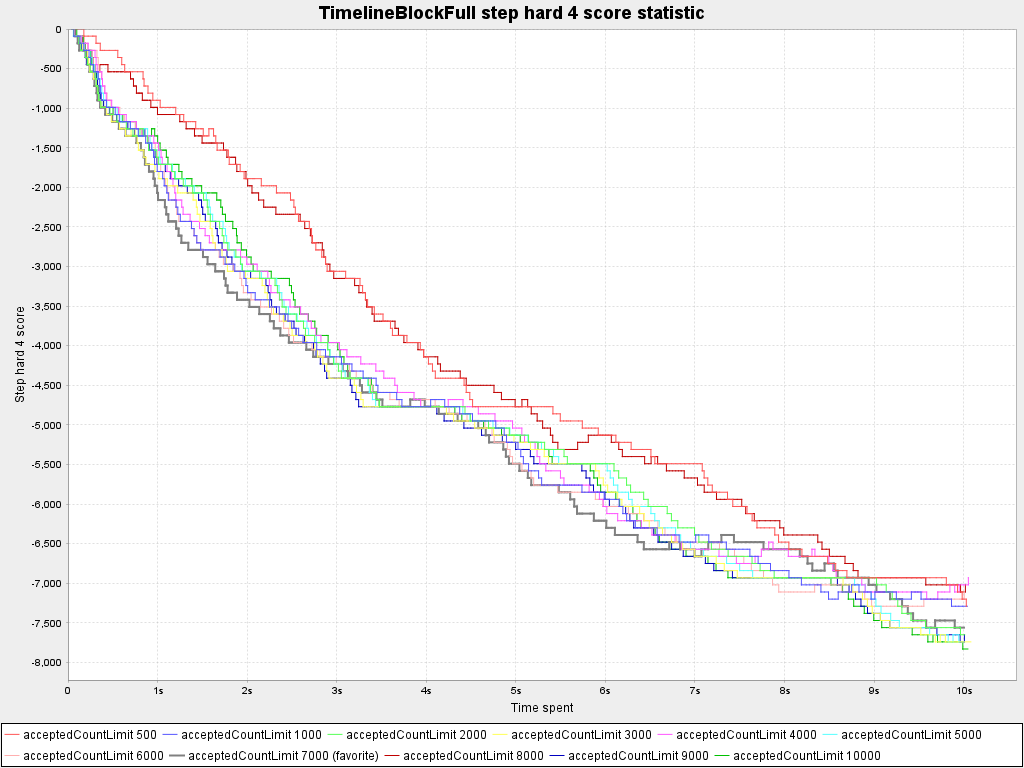 TimelineBlockFull step hard 4 score statistic
0
-500
-1,000
-1,500
-2,000
-2,500
-3,000
-3,500
-4,000
-4,500
-5,000
-5,500
-6,000
-6,500
-7,000
-7,500
-8,000
Step hard 4 score
0 1s 2s 3s 4s 5s 6s 7s 8s 9s 10s
Time spent
acceptedCountLimit 500 acceptedCountLimit 1000 acceptedCountLimit 2000 acceptedCountLimit 3000 acceptedCountLimit 4000 acceptedCountLimit 5000
acceptedCountLimit 6000 acceptedCountLimit 7000 (favorite) acceptedCountLimit 8000 acceptedCountLimit 9000 acceptedCountLimit 10000